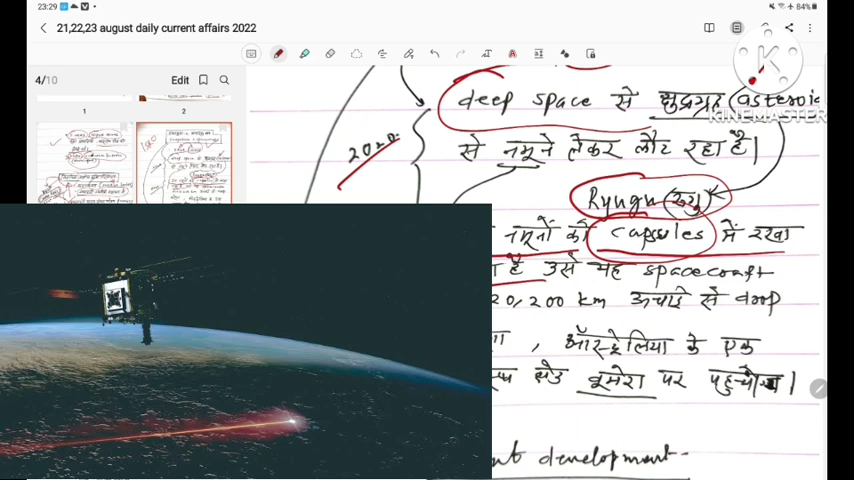 23:29
84%
21,22,23 august daily current affairs 2022
4/10
Edit
1
2
deep space से क्षुद्रग्रह (asteroid
KINEMASTER
2020
से नमूने लेकर लौट रहा है।
Ryugu (रयुगु)
नमूनों को capsules में रखा
है उसे यह spacecraft
20,200 km ऊंचाई से drop
, ऑस्ट्रेलिया के एक
वूमेरा पर पहुंचेगा।
development